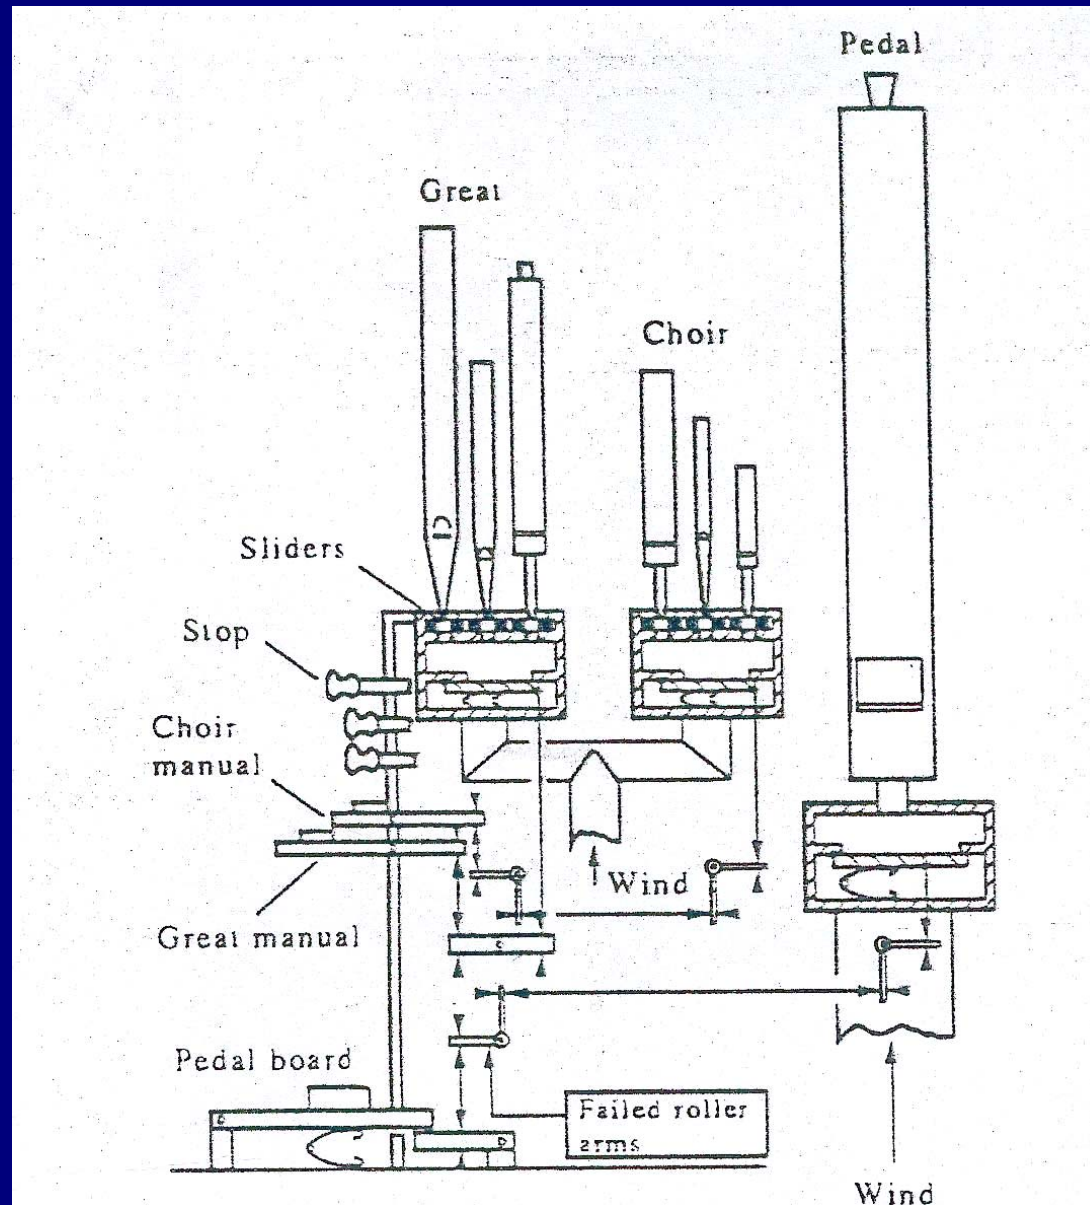 Pedal
Great
Choir
Sliders
Stop
Choir
manual
Wind
Great manual
Pedal board
Failed roller
arms
Wind